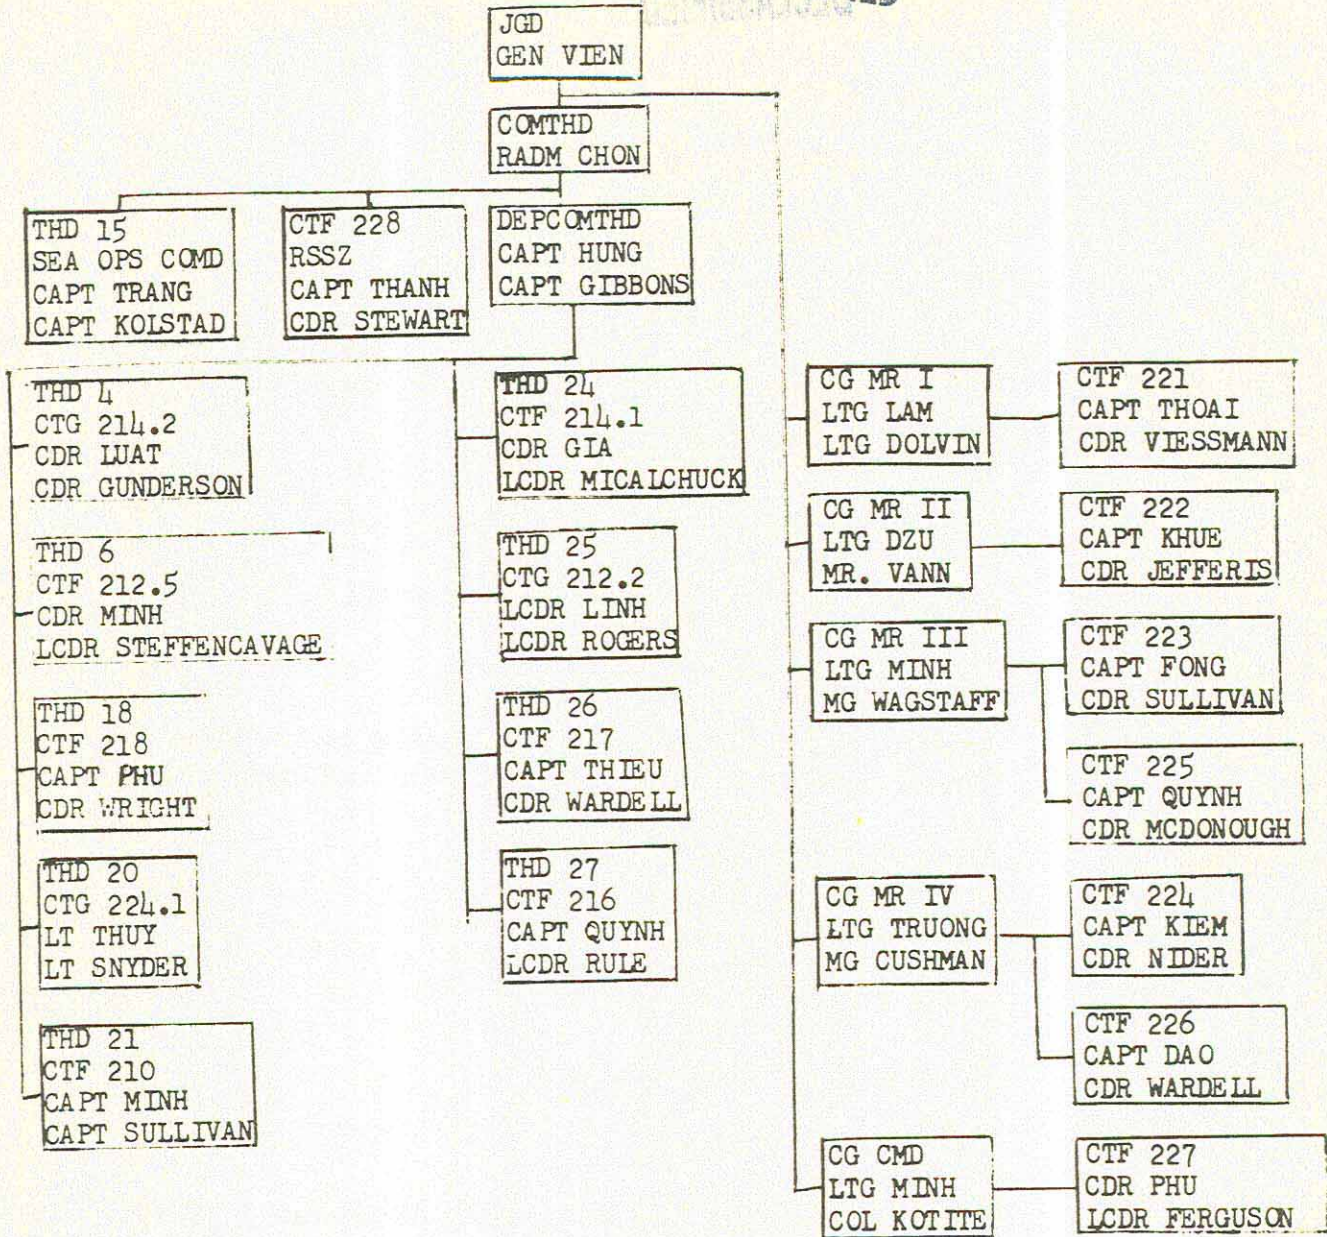 JGD
GEN VIEN
COMTHD
RADM CHON
THD 15
SEA OPS COMD
CAPT TRANG
CAPT KOLSTAD
CTF 228
RSSZ
CAPT THANH
CDR STEWART
DEPCOMTHD
CAPT HUNG
CAPT GIBBONS
THD 4
CTG 214.2
CDR LUAT
CDR GUNDERSON
THD 6
CTF 212.5
CDR MINH
LCDR STEFFENCAVAGE
THD 18
CTF 218
CAPT PHU
CDR WRIGHT
THD 20
CTG 224.1
LT THUY
LT SNYDER
THD 21
CTF 210
CAPT MINH
CAPT SULLIVAN
THD 24
CTF 214.1
CDR GIA
LCDR MICALCHUCK
THD 25
CTG 212.2
LCDR LINH
LCDR ROGERS
THD 26
CTF 217
CAPT THIEU
CDR WARDELL
THD 27
CTF 216
CAPT QUYNH
LCDR RULE
CG MR I
LTG LAM
LTG DOLVIN
CTF 221
CAPT THOAI
CDR VIESSMANN
CG MR II
LTG DZU
MR. VANN
CTF 222
CAPT KHUE
CDR JEFFERIS
CG MR III
LTG MINH
MG WAGSTAFF
CTF 223
CAPT FONG
CDR SULLIVAN
CTF 225
CAPT QUYNH
CDR MCDONOUGH
CG MR IV
LTG TRUONG
MG CUSHMAN
CTF 224
CAPT KIEM
CDR NIDER
CTF 226
CAPT DAO
CDR WARDELL
CG CMD
LTG MINH
COL KOTITE
CTF 227
CDR PHU
LCDR FERGUSON